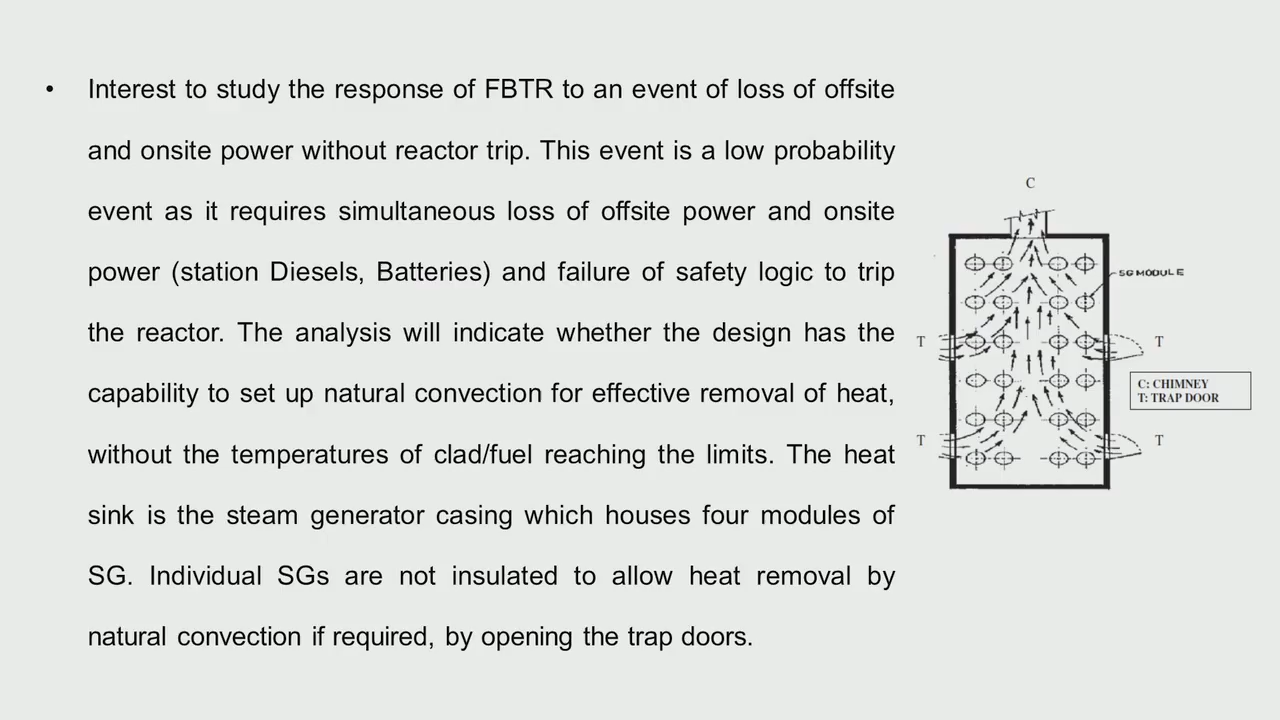 • Interest to study the response of FBTR to an event of loss of offsite
and onsite power without reactor trip. This event is a low probability
event as it requires simultaneous loss of offsite power and onsite
power (station Diesels, Batteries) and failure of safety logic to trip
the reactor. The analysis will indicate whether the design has the
capability to set up natural convection for effective removal of heat,
without the temperatures of clad/fuel reaching the limits. The heat
sink is the steam generator casing which houses four modules of
SG. Individual SGs are not insulated to allow heat removal by
natural convection if required, by opening the trap doors.
C
SG MODULE
T
T
C: CHIMNEY
T: TRAP DOOR
T
T